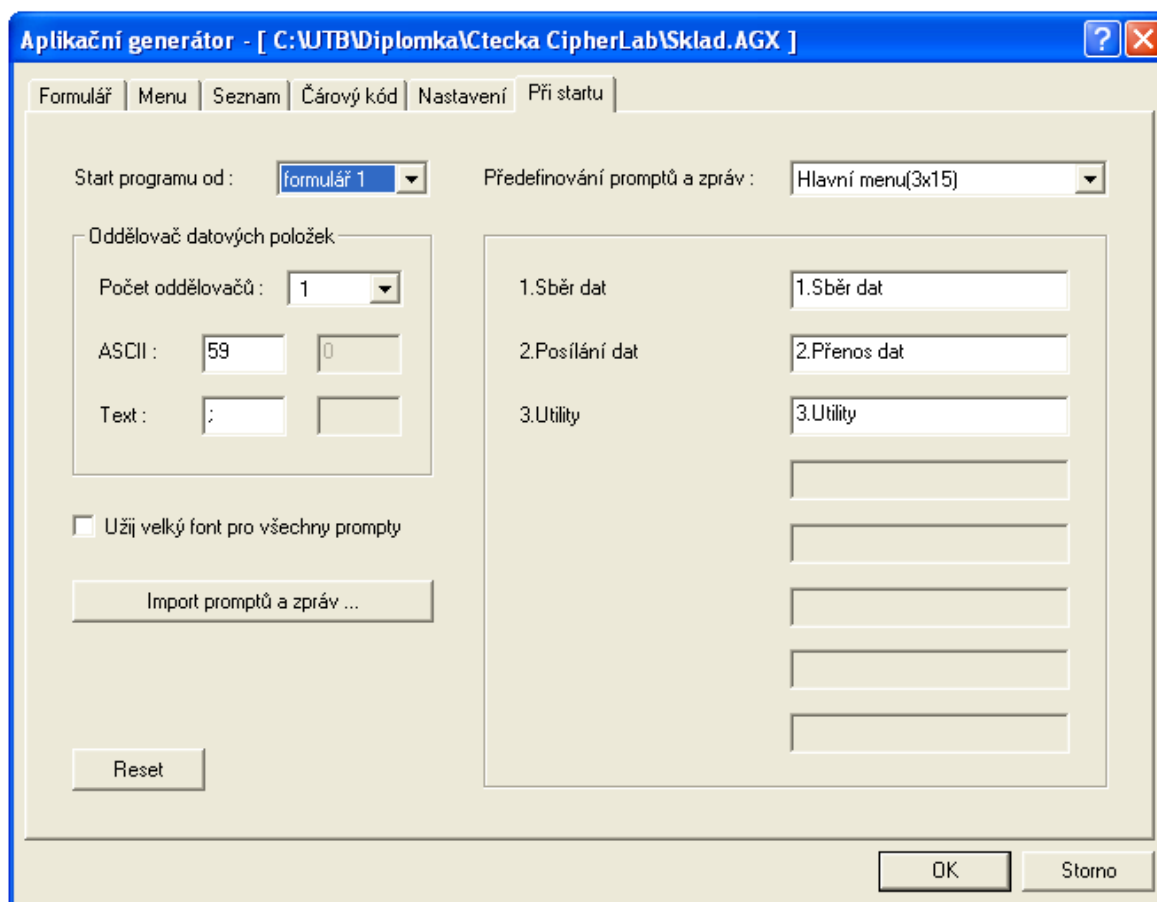 Aplikační generátor - [ C:\UTB\Diplomka\Ctecka CipherLab\Sklad.AGX ]
Formulář Menu Seznam Čárový kód Nastavení Při startu
Start programu od : formulář 1
Předefinování promptů a zpráv : Hlavní menu(3x15)
Oddělovač datových položek
Počet oddělovačů : 1
ASCII : 59 0
Text : ;
Užij velký font pro všechny prompty
Import promptů a zpráv ...
Reset
1.Sběr dat 1.Sběr dat
2.Posílání dat 2.Přenos dat
3.Utility 3.Utility
OK Storno